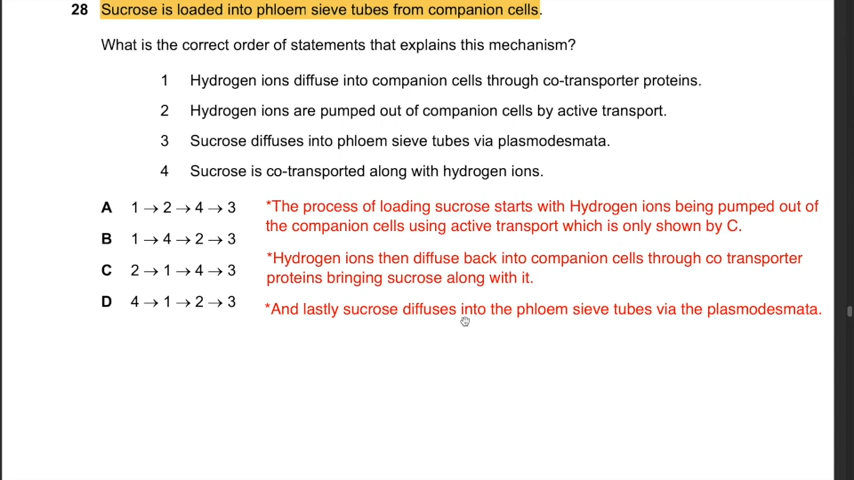 28 Sucrose is loaded into phloem sieve tubes from companion cells.
What is the correct order of statements that explains this mechanism?
1 Hydrogen ions diffuse into companion cells through co-transporter proteins.
2 Hydrogen ions are pumped out of companion cells by active transport.
3 Sucrose diffuses into phloem sieve tubes via plasmodesmata.
4 Sucrose is co-transported along with hydrogen ions.
A 1 → 2 → 4 → 3
B 1 → 4 → 2 → 3
C 2 → 1 → 4 → 3
D 4 → 1 → 2 → 3
*The process of loading sucrose starts with Hydrogen ions being pumped out of
the companion cells using active transport which is only shown by C.
*Hydrogen ions then diffuse back into companion cells through co transporter
proteins bringing sucrose along with it.
*And lastly sucrose diffuses into the phloem sieve tubes via the plasmodesmata.